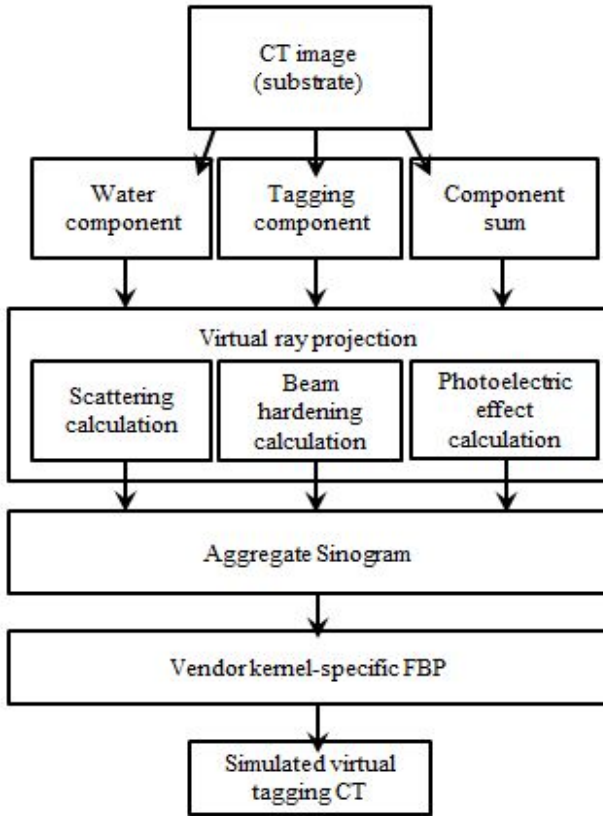 CT image
(substrate)
Water
component
Tagging
component
Component
sum
Virtual ray projection
Scattering
calculation
Beam
hardening
calculation
Photoelectric
effect
calculation
Aggregate Sinogram
Vendor kernel-specific FBP
Simulated virtual
tagging CT